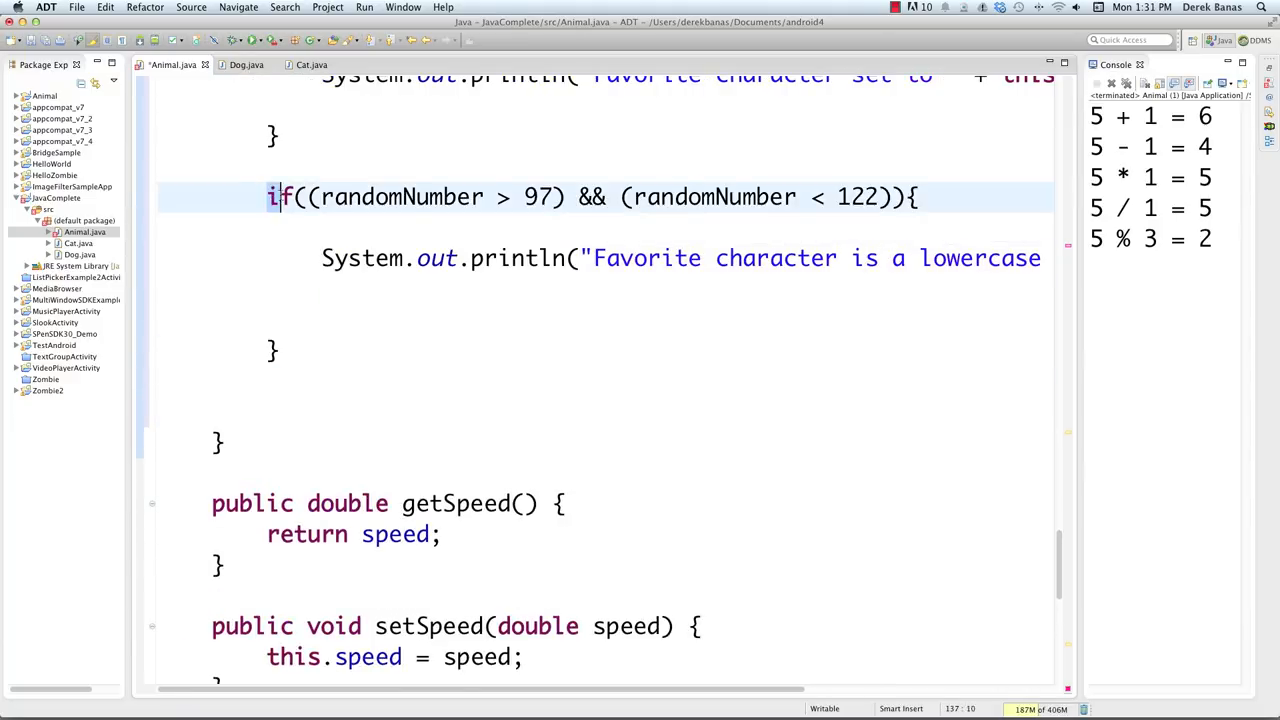 ADT File Edit Refactor Source Navigate Search Project Run Window Help
10 Mon 1:31 PM Derek Banas
Java – JavaComplete/src/Animal.java – ADT – /Users/derekbanas/Documents/android4
Quick Access Java DDMS
Package Exp *Animal.java Dog.java Cat.java Console
<terminated> Animal (1) [Java Application] /S
Animal
appcompat_v7
appcompat_v7_2
appcompat_v7_3
appcompat_v7_4
BridgeSample
HelloWorld
HelloZombie
ImageFilterSampleApp
JavaComplete
src
(default package)
Animal.java
Cat.java
Dog.java
JRE System Library [Ja
ListPickerExample2Activi
MediaBrowser
MultiWindowSDKExample
MusicPlayerActivity
SlookActivity
SPenSDK30_Demo
TestAndroid
TextGroupActivity
VideoPlayerActivity
Zombie
Zombie2
System.out.println("Favorite character set to " + this
}
if((randomNumber > 97) && (randomNumber < 122)){
System.out.println("Favorite character is a lowercase
}
}
public double getSpeed() {
return speed;
}
public void setSpeed(double speed) {
this.speed = speed;
}
5 + 1 = 6
5 - 1 = 4
5 * 1 = 5
5 / 1 = 5
5 % 3 = 2
Writable Smart Insert 137 : 10 187M of 406M